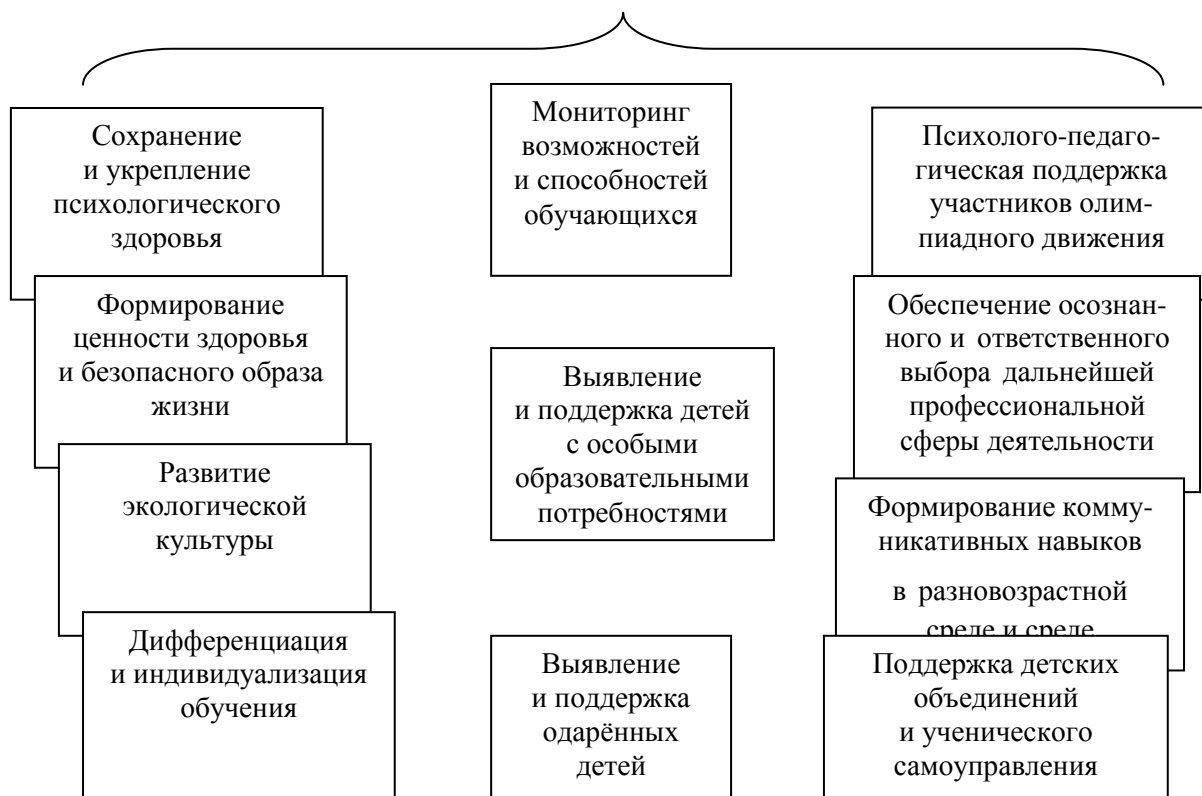 Сохранение
и укрепление
психологического
здоровья
Формирование
ценности здоровья
и безопасного образа
жизни
Развитие
экологической
культуры
Дифференциация
и индивидуализация
обучения
Мониторинг
возможностей
и способностей
обучающихся
Выявление
и поддержка детей
с особыми
образовательными
потребностями
Выявление
и поддержка
одарённых
детей
Психолого-педаго-
гическая поддержка
участников олим-
пиадного движения
Обеспечение осознан-
ного и ответственного
выбора дальнейшей
профессиональной
сферы деятельности
Формирование комму-
никативных навыков
в разновозрастной
среде и среде
Поддержка детских
объединений
и ученического
самоуправления